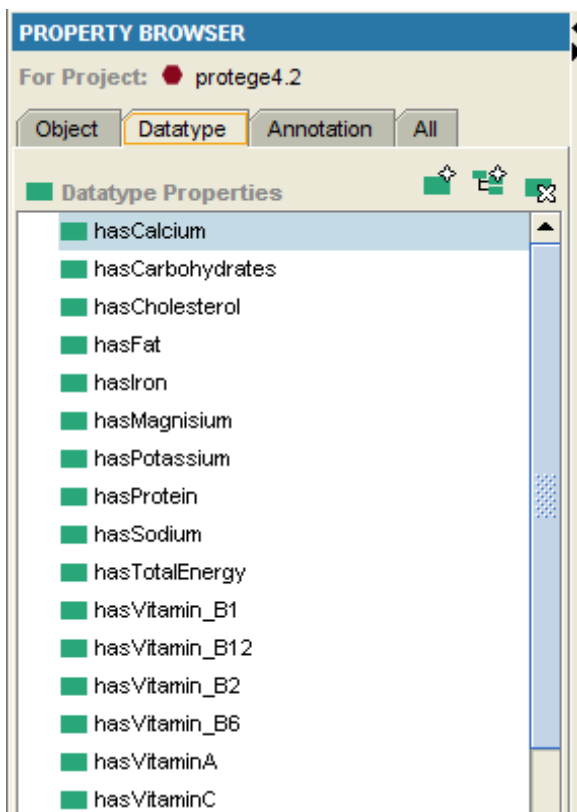 PROPERTY BROWSER
For Project: protege4.2
Object Datatype Annotation All
Datatype Properties
hasCalcium
hasCarbohydrates
hasCholesterol
hasFat
hasIron
hasMagnisium
hasPotassium
hasProtein
hasSodium
hasTotalEnergy
hasVitamin_B1
hasVitamin_B12
hasVitamin_B2
hasVitamin_B6
hasVitaminA
hasVitaminC